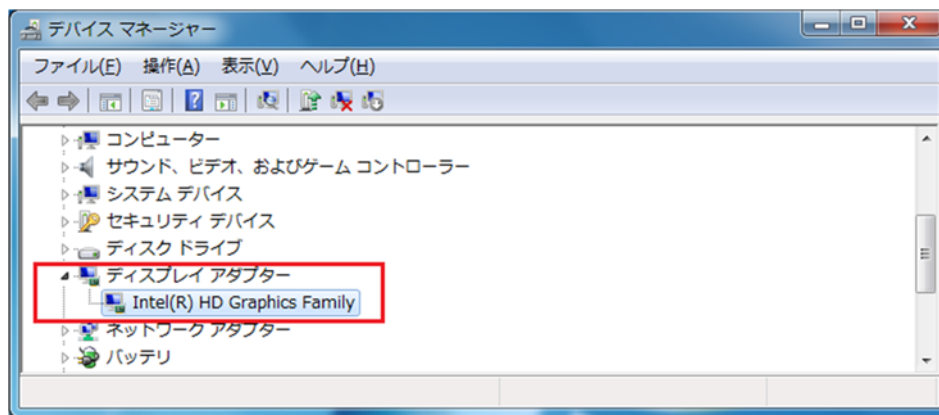 デバイス マネージャー
ファイル(F) 操作(A) 表示(V) ヘルプ(H)
コンピューター
サウンド、ビデオ、およびゲーム コントローラー
システム デバイス
セキュリティ デバイス
ディスク ドライブ
ディスプレイ アダプター
Intel(R) HD Graphics Family
ネットワーク アダプター
バッテリ